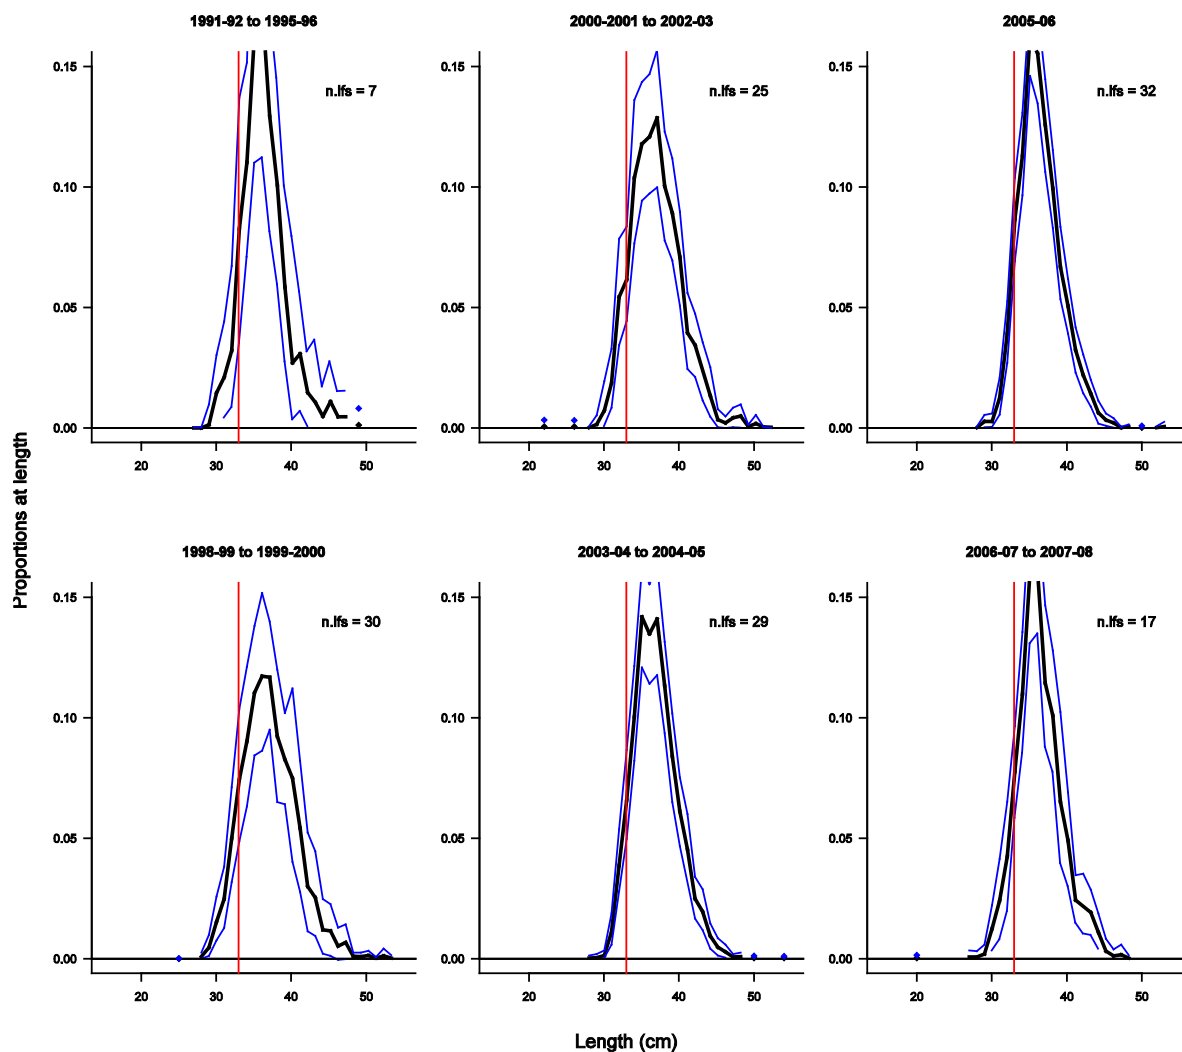 1991-92 to 1995-96
2000-2001 to 2002-03
2005-06
n.lfs = 7
n.lfs = 25
n.lfs = 32
0.15
0.10
0.05
0.00
0.15
0.10
0.05
0.00
0.15
0.10
0.05
0.00
20 30 40 50
20 30 40 50
20 30 40 50
Proportions at length
1998-99 to 1999-2000
2003-04 to 2004-05
2006-07 to 2007-08
n.lfs = 30
n.lfs = 29
n.lfs = 17
0.15
0.10
0.05
0.00
0.15
0.10
0.05
0.00
0.15
0.10
0.05
0.00
20 30 40 50
20 30 40 50
20 30 40 50
Length (cm)